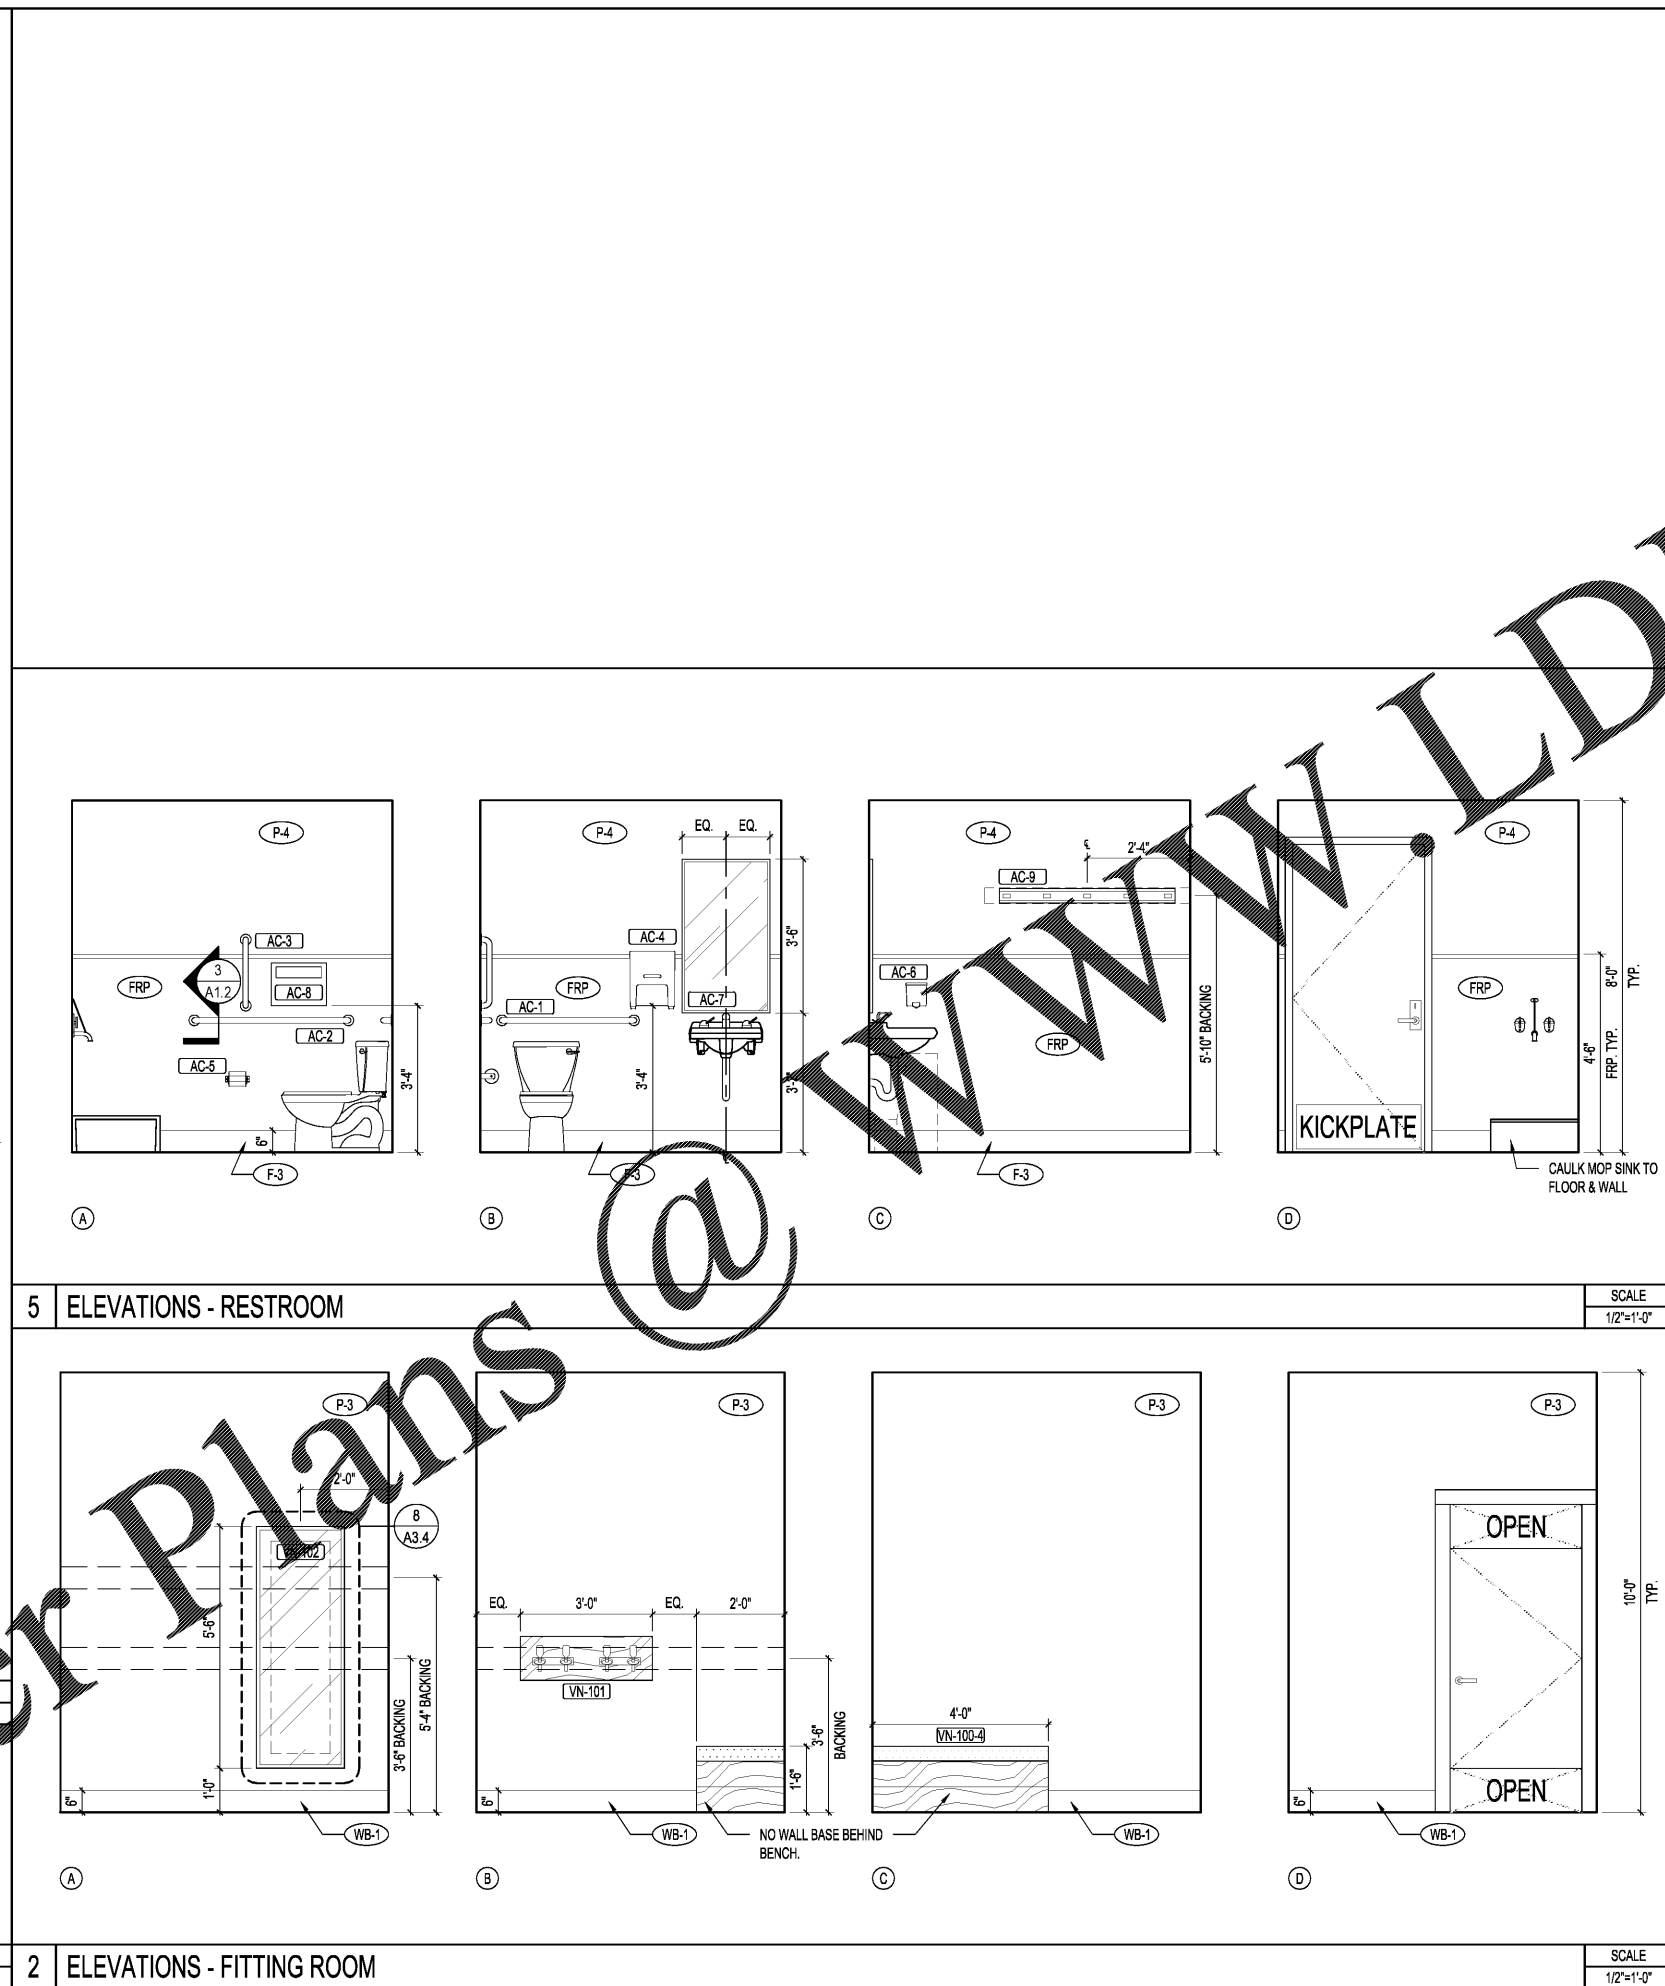 P-4
AC-3
FRP
3
A1.2
AC-8
AC-2
AC-5
3'-4"
6"
F-3
A
P-4
EQ.
EQ.
AC-4
3'-6"
FRP
AC-7
AC-1
3'-4"
F-3
B
P-4
℄
2'-4"
AC-9
AC-6
FRP
5'-10" BACKING
F-3
C
P-4
FRP
8'-0"
TYP.
4'-6"
FRP. TYP.
KICKPLATE
CAULK MOP SINK TO
FLOOR & WALL
D
5 ELEVATIONS - RESTROOM
SCALE
1/2"=1'-0"
P-3
2'-0"
8
A3.4
VN-102
5'-6"
3'-6" BACKING
5'-4" BACKING
1'-0"
6"
WB-1
A
P-3
EQ.
3'-0"
EQ.
2'-0"
VN-101
3'-6"
BACKING
1'-6"
6"
WB-1
NO WALL BASE BEHIND
BENCH.
B
P-3
4'-0"
VN-100-4
WB-1
C
P-3
OPEN
10'-0"
TYP.
OPEN
6"
WB-1
D
2 ELEVATIONS - FITTING ROOM
SCALE
1/2"=1'-0"
er Plans @ WWW.LD